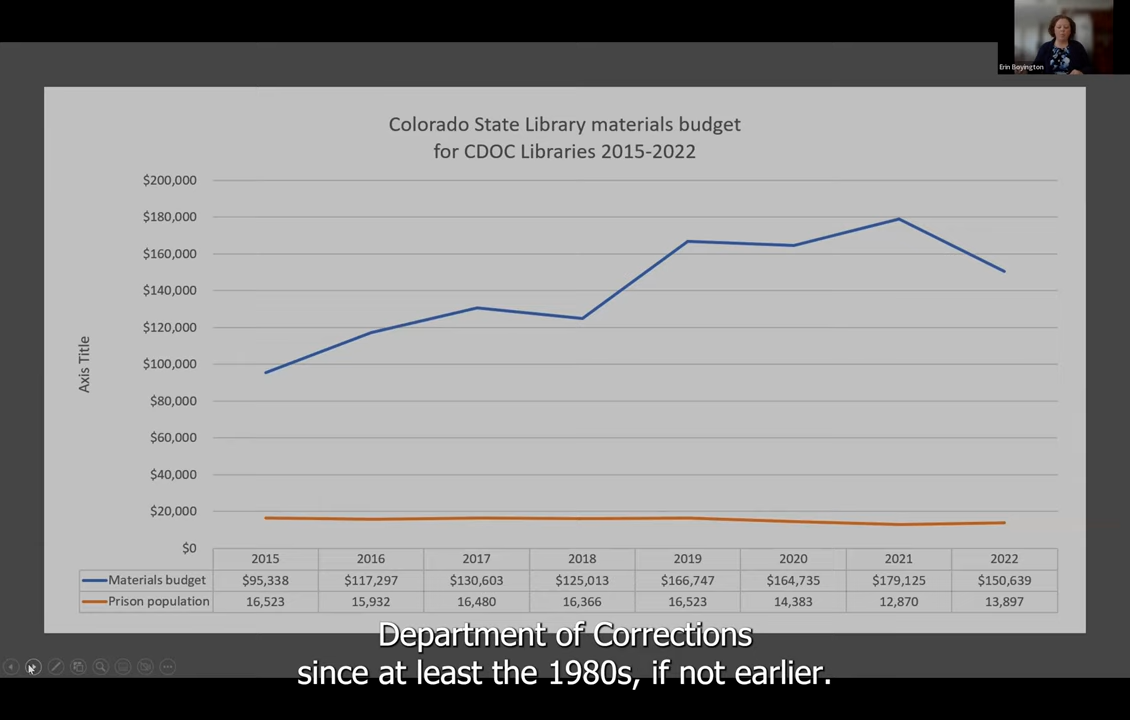 Erin Boyington
Colorado State Library materials budget
for CDOC Libraries 2015-2022
$200,000
$180,000
$160,000
$140,000
$120,000
$100,000
$80,000
$60,000
$40,000
$20,000
$0
Axis Title
2015 2016 2017 2018 2019 2020 2021 2022
Materials budget $95,338 $117,297 $130,603 $125,013 $166,747 $164,735 $179,125 $150,639
Prison population 16,523 15,932 16,480 16,366 16,523 14,383 12,870 13,897
Department of Corrections
since at least the 1980s, if not earlier.